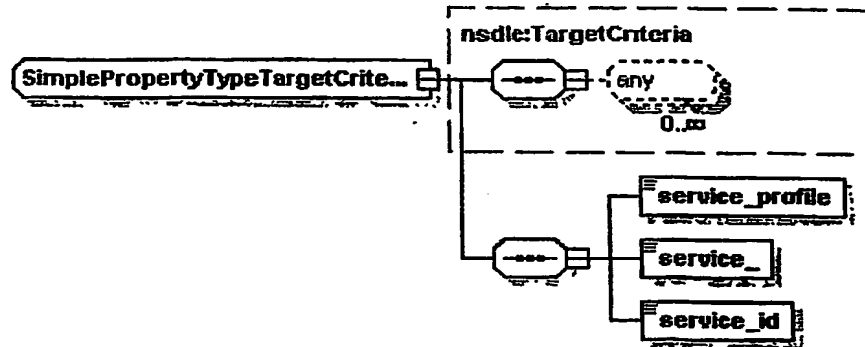 nsdle:TargetCriteria
SimplePropertyTypeTargetCrite...
any
0..∞
service_profile
service_
service_id